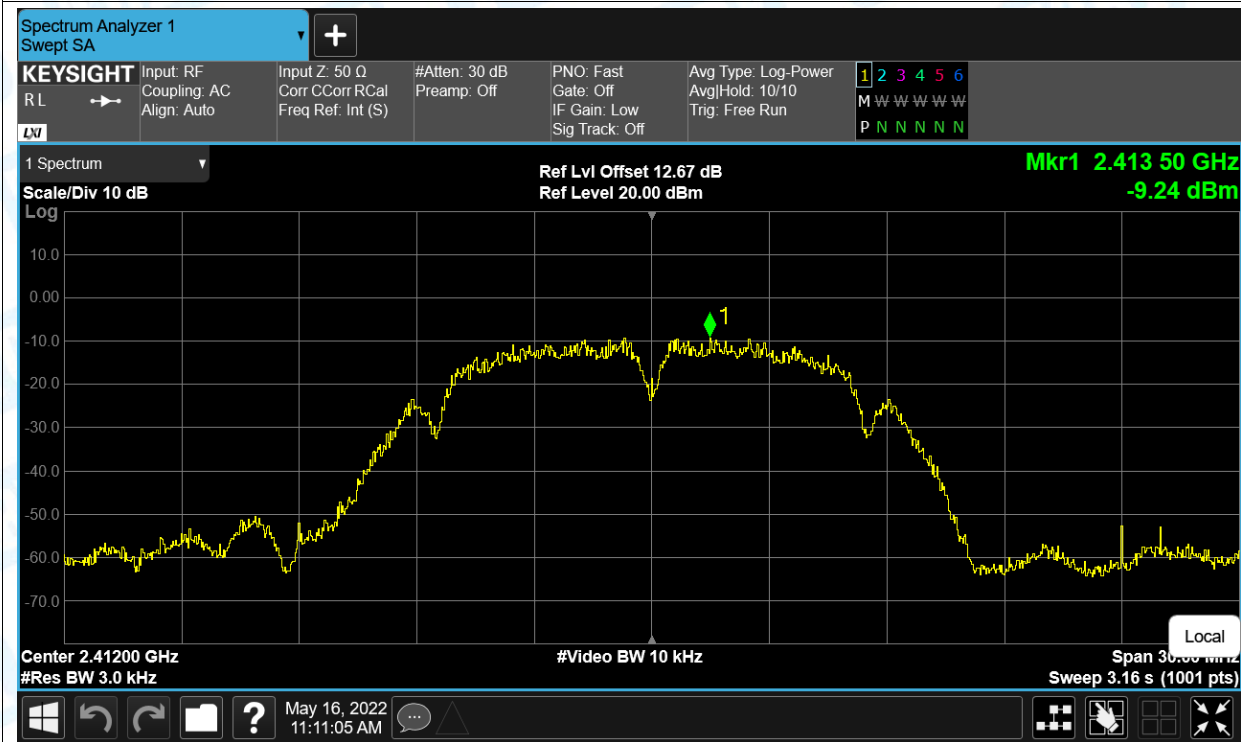 Spectrum Analyzer 1
Swept SA
KEYSIGHT
R L
LXI
Input: RF
Coupling: AC
Align: Auto
Input Z: 50 Ω
Corr CCorr RCal
Freq Ref: Int (S)
#Atten: 30 dB
Preamp: Off
PNO: Fast
Gate: Off
IF Gain: Low
Sig Track: Off
Avg Type: Log-Power
Avg|Hold: 10/10
Trig: Free Run
1 2 3 4 5 6
M W W W W W
P N N N N N
1 Spectrum
Scale/Div 10 dB
Log
Ref Lvl Offset 12.67 dB
Ref Level 20.00 dBm
Mkr1 2.413 50 GHz
-9.24 dBm
10.0
0.00
-10.0
-20.0
-30.0
-40.0
-50.0
-60.0
-70.0
1
Local
Center 2.41200 GHz
#Res BW 3.0 kHz
#Video BW 10 kHz
Span 30.00 MHz
Sweep 3.16 s (1001 pts)
?
May 16, 2022
11:11:05 AM